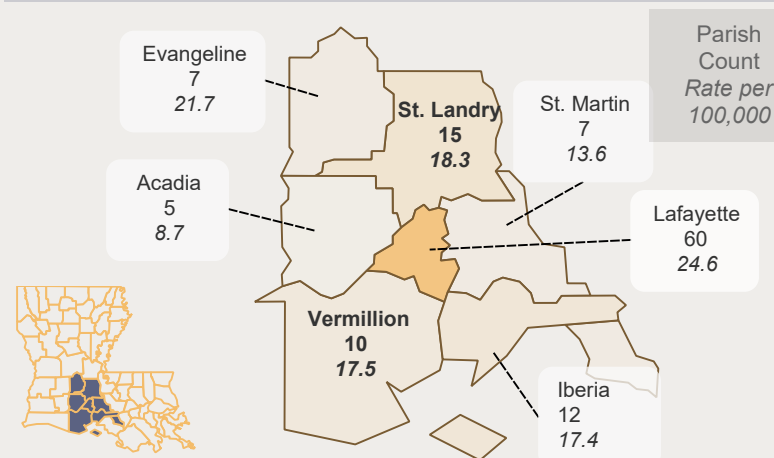 Parish
Count
Rate per
100,000
Evangeline
7
21.7
St. Landry
15
18.3
St. Martin
7
13.6
Acadia
5
8.7
Lafayette
60
24.6
Vermillion
10
17.5
Iberia
12
17.4